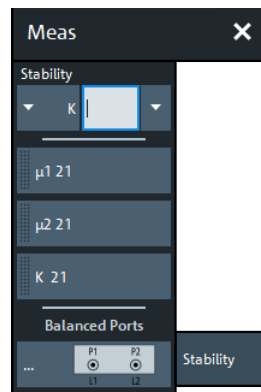 Meas
Stability
K
µ1 21
µ2 21
K 21
Balanced Ports
... P1 P2
L1 L2
Stability